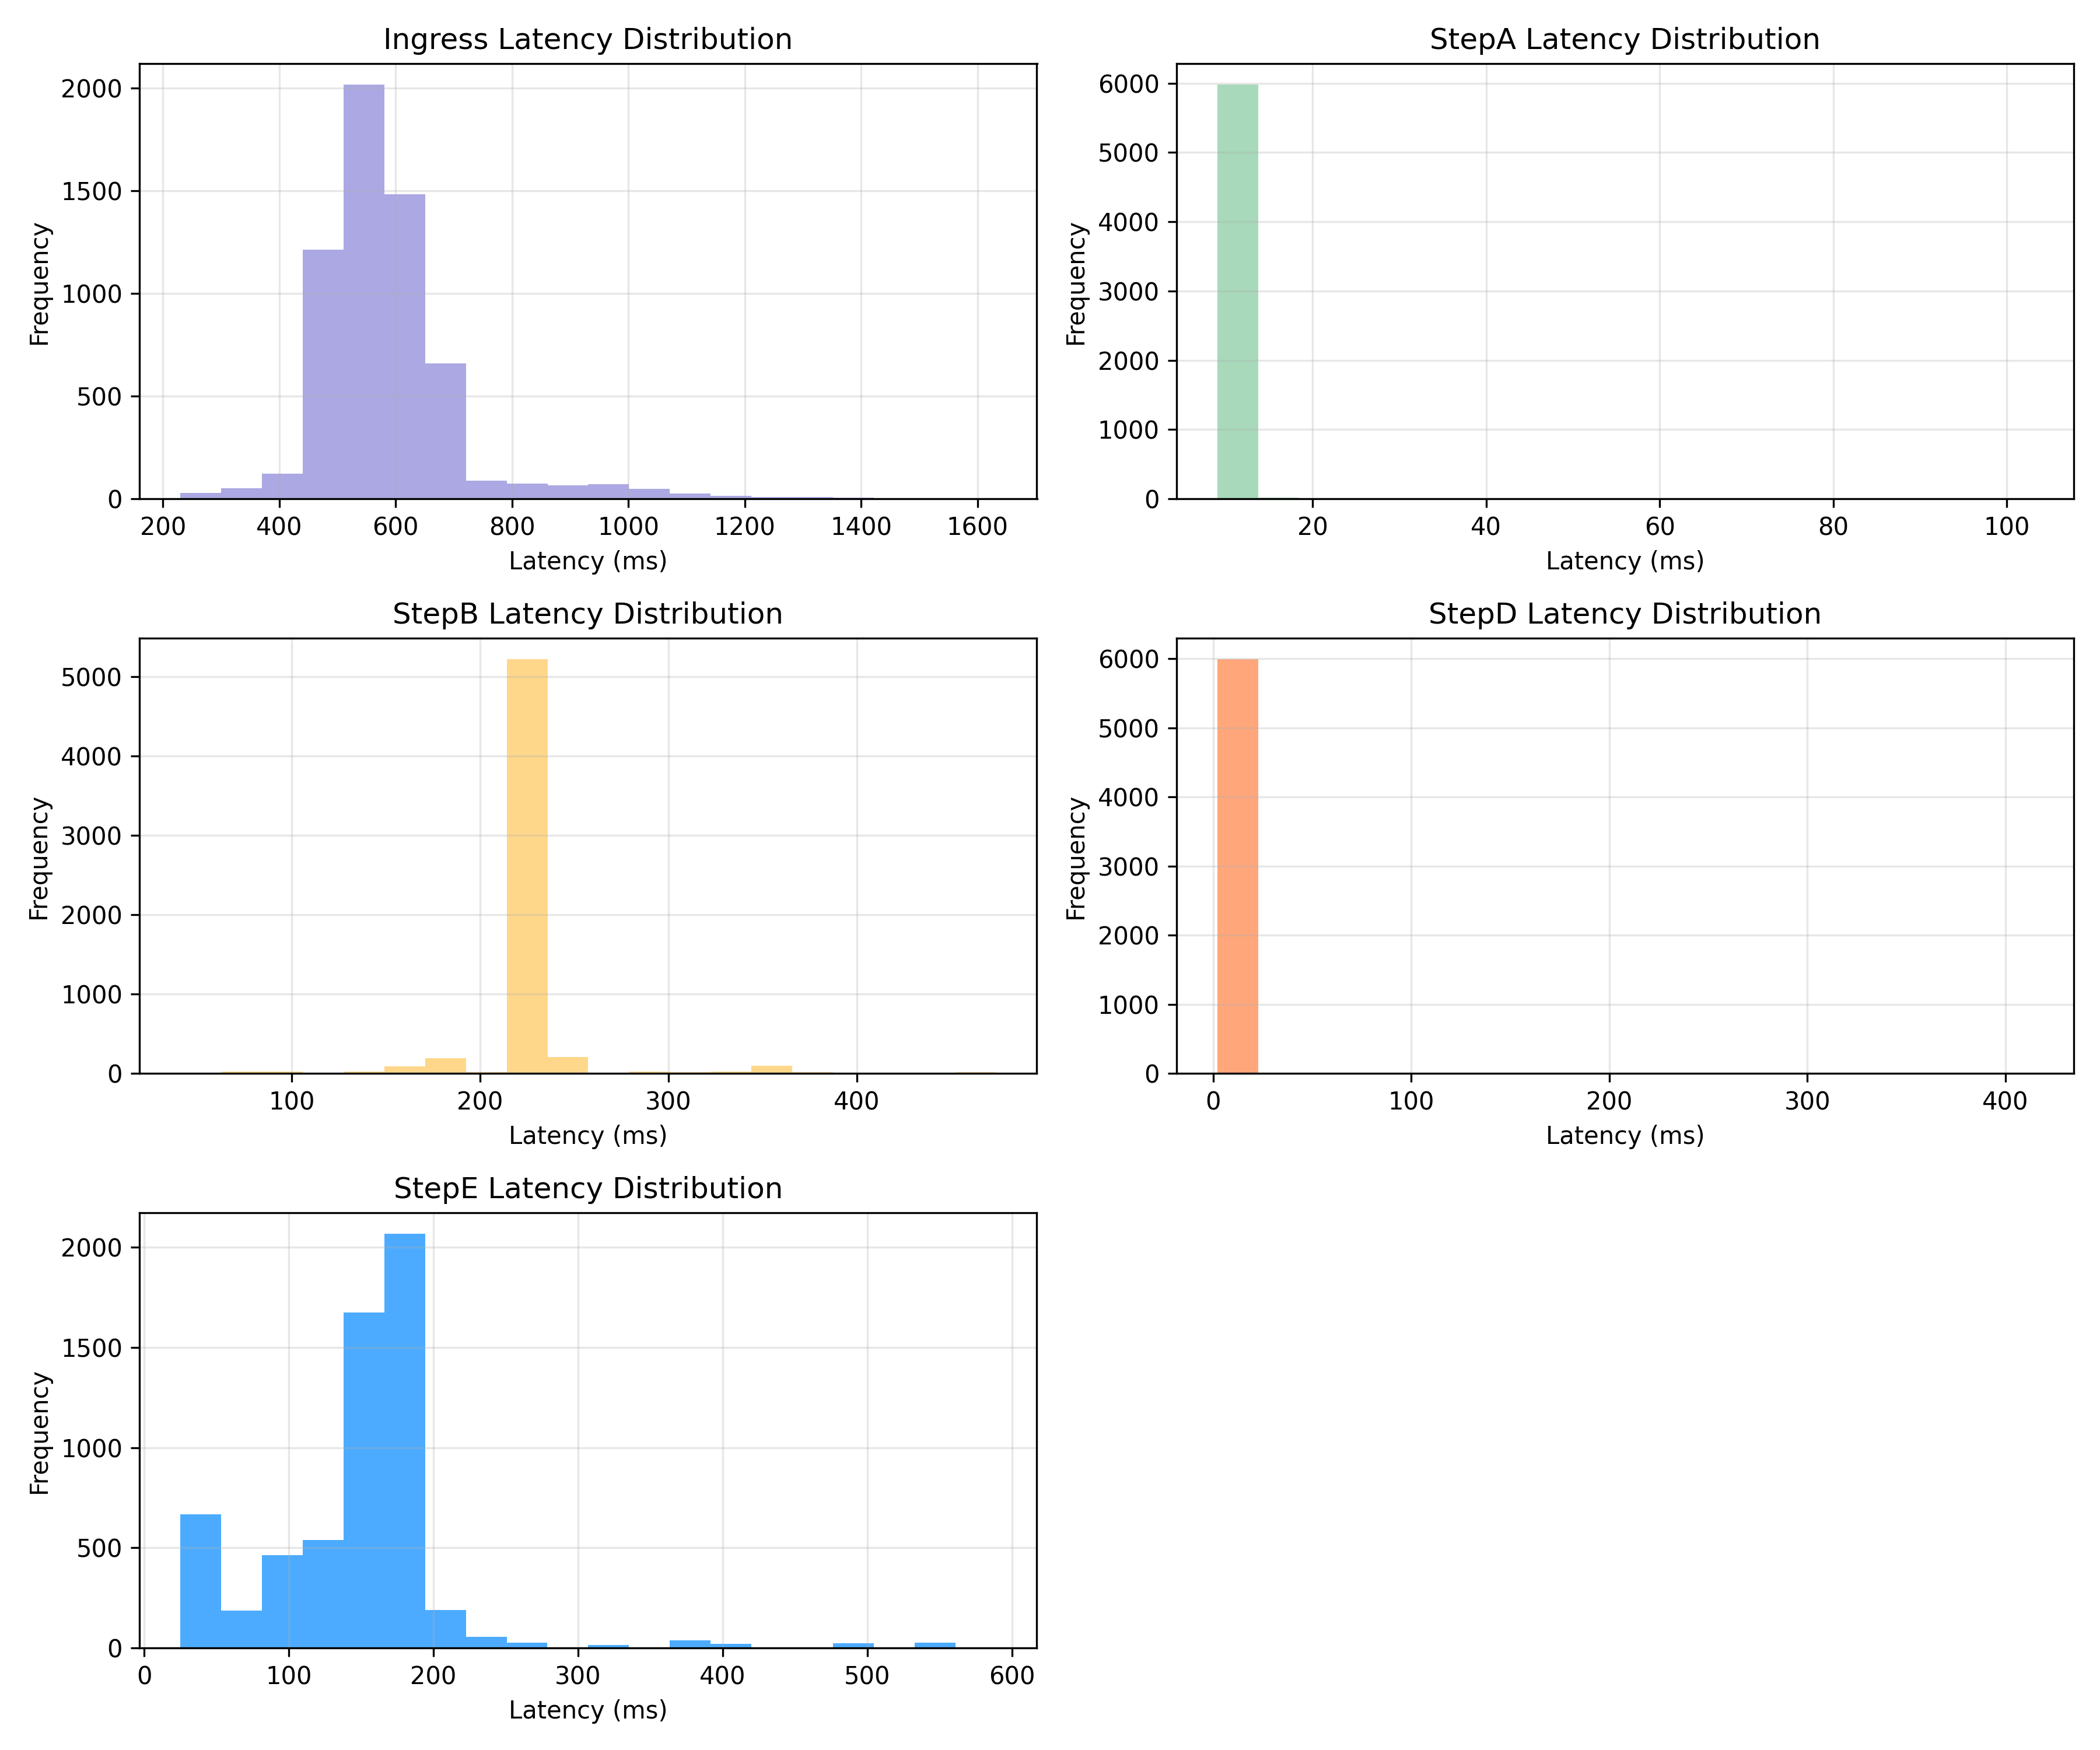 Ingress Latency Distribution
Frequency
2000
1500
1000
500
0
200 400 600 800 1000 1200 1400 1600
Latency (ms)
StepA Latency Distribution
Frequency
6000
5000
4000
3000
2000
1000
0
20 40 60 80 100
Latency (ms)
StepB Latency Distribution
Frequency
5000
4000
3000
2000
1000
0
100 200 300 400
Latency (ms)
StepD Latency Distribution
Frequency
6000
5000
4000
3000
2000
1000
0
0 100 200 300 400
Latency (ms)
StepE Latency Distribution
Frequency
2000
1500
1000
500
0
0 100 200 300 400 500 600
Latency (ms)